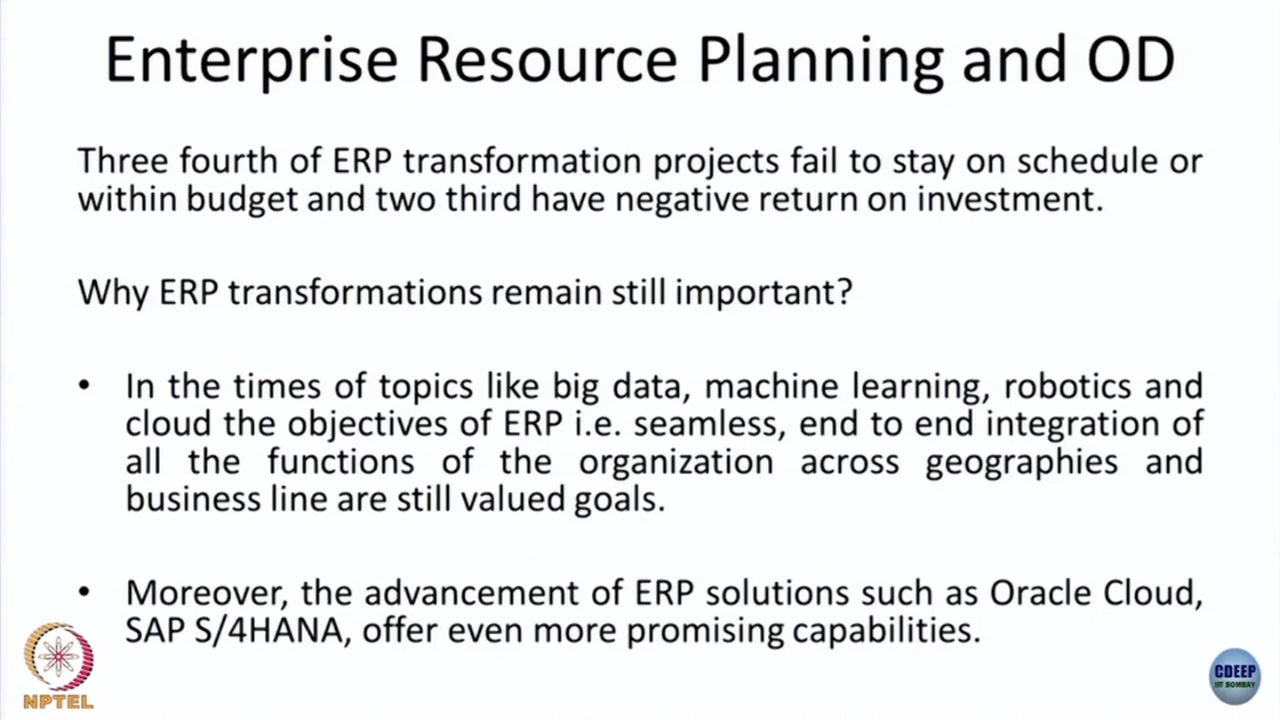 Enterprise Resource Planning and OD
Three fourth of ERP transformation projects fail to stay on schedule or
within budget and two third have negative return on investment.
Why ERP transformations remain still important?
• In the times of topics like big data, machine learning, robotics and
cloud the objectives of ERP i.e. seamless, end to end integration of
all the functions of the organization across geographies and
business line are still valued goals.
• Moreover, the advancement of ERP solutions such as Oracle Cloud,
SAP S/4HANA, offer even more promising capabilities.
NPTEL
CDEEP
IIT BOMBAY